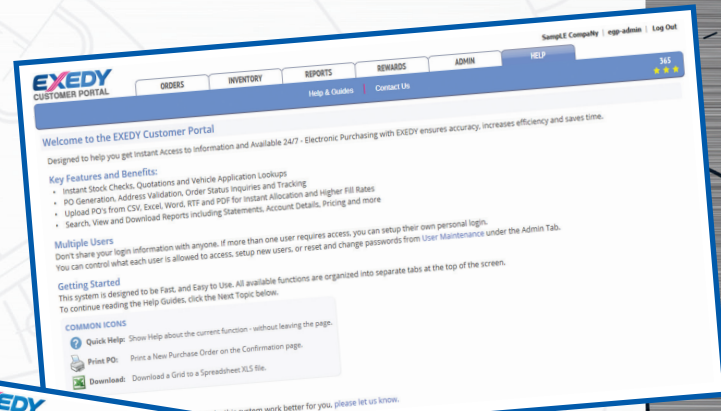 SampLE CompaNy | egp-admin | Log Out
EXEDY
CUSTOMER PORTAL
ORDERS INVENTORY REPORTS REWARDS ADMIN HELP
Help & Guides | Contact Us
365
Welcome to the EXEDY Customer Portal
Designed to help you get Instant Access to Information and Available 24/7 - Electronic Purchasing with EXEDY ensures accuracy, increases efficiency and saves time.
Key Features and Benefits:
• Instant Stock Checks, Quotations and Vehicle Application Lookups
• PO Generation, Address Validation, Order Status Inquiries and Tracking
• Upload PO's from CSV, Excel, Word, RTF and PDF for Instant Allocation and Higher Fill Rates
• Search, View and Download Reports including Statements, Account Details, Pricing and more
Multiple Users
Don't share your login information with anyone. If more than one user requires access, you can setup their own personal login.
You can control what each user is allowed to access, setup new users, or reset and change passwords from User Maintenance under the Admin Tab.
Getting Started
This system is designed to be Fast, and Easy to Use. All available functions are organized into separate tabs at the top of the screen.
To continue reading the Help Guides, click the Next Topic below.
COMMON ICONS
Quick Help: Show Help about the current function - without leaving the page.
Print PO: Print a New Purchase Order on the Confirmation page.
Download: Download a Grid to a Spreadsheet XLS file.
system work better for you, please let us know.